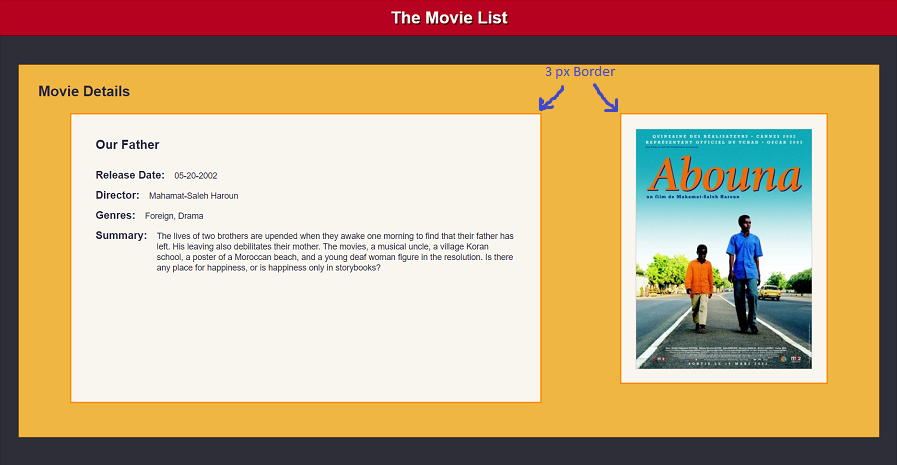 The Movie List
3 px Border
Movie Details
Our Father
Release Date: 05-20-2002
Director: Mahamat-Saleh Haroun
Genres: Foreign, Drama
Summary: The lives of two brothers are upended when they awake one morning to find that their father has
left. His leaving also debilitates their mother. The movies, a musical uncle, a village Koran
school, a poster of a Moroccan beach, and a young deaf woman figure in the resolution. Is there
any place for happiness, or is happiness only in storybooks?
QUINZAINE DES RÉALISATEURS • CANNES 2002
REPRÉSENTANT OFFICIEL DU TCHAD • OSCAR 2003
Abouna
un film de Mahamat-Saleh Haroun
SORTIE LE 19 MARS 2003